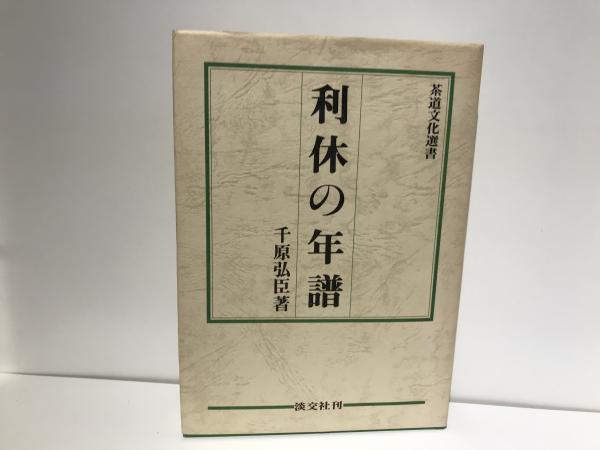 茶道文化選書
利休の年譜
千原弘臣著
淡交社刊